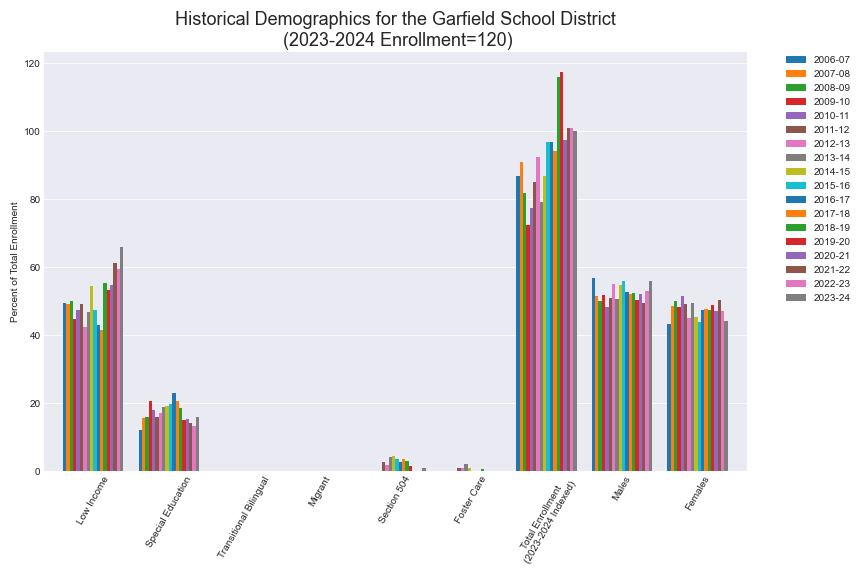 Historical Demographics for the Garfield School District
(2023-2024 Enrollment=120)
Percent of Total Enrollment
120
100
80
60
40
20
0
Low Income
Special Education
Transitional Bilingual
Migrant
Section 504
Foster Care
Total Enrollment
(2023-2024 Indexed)
Males
Females
2006-07
2007-08
2008-09
2009-10
2010-11
2011-12
2012-13
2013-14
2014-15
2015-16
2016-17
2017-18
2018-19
2019-20
2020-21
2021-22
2022-23
2023-24